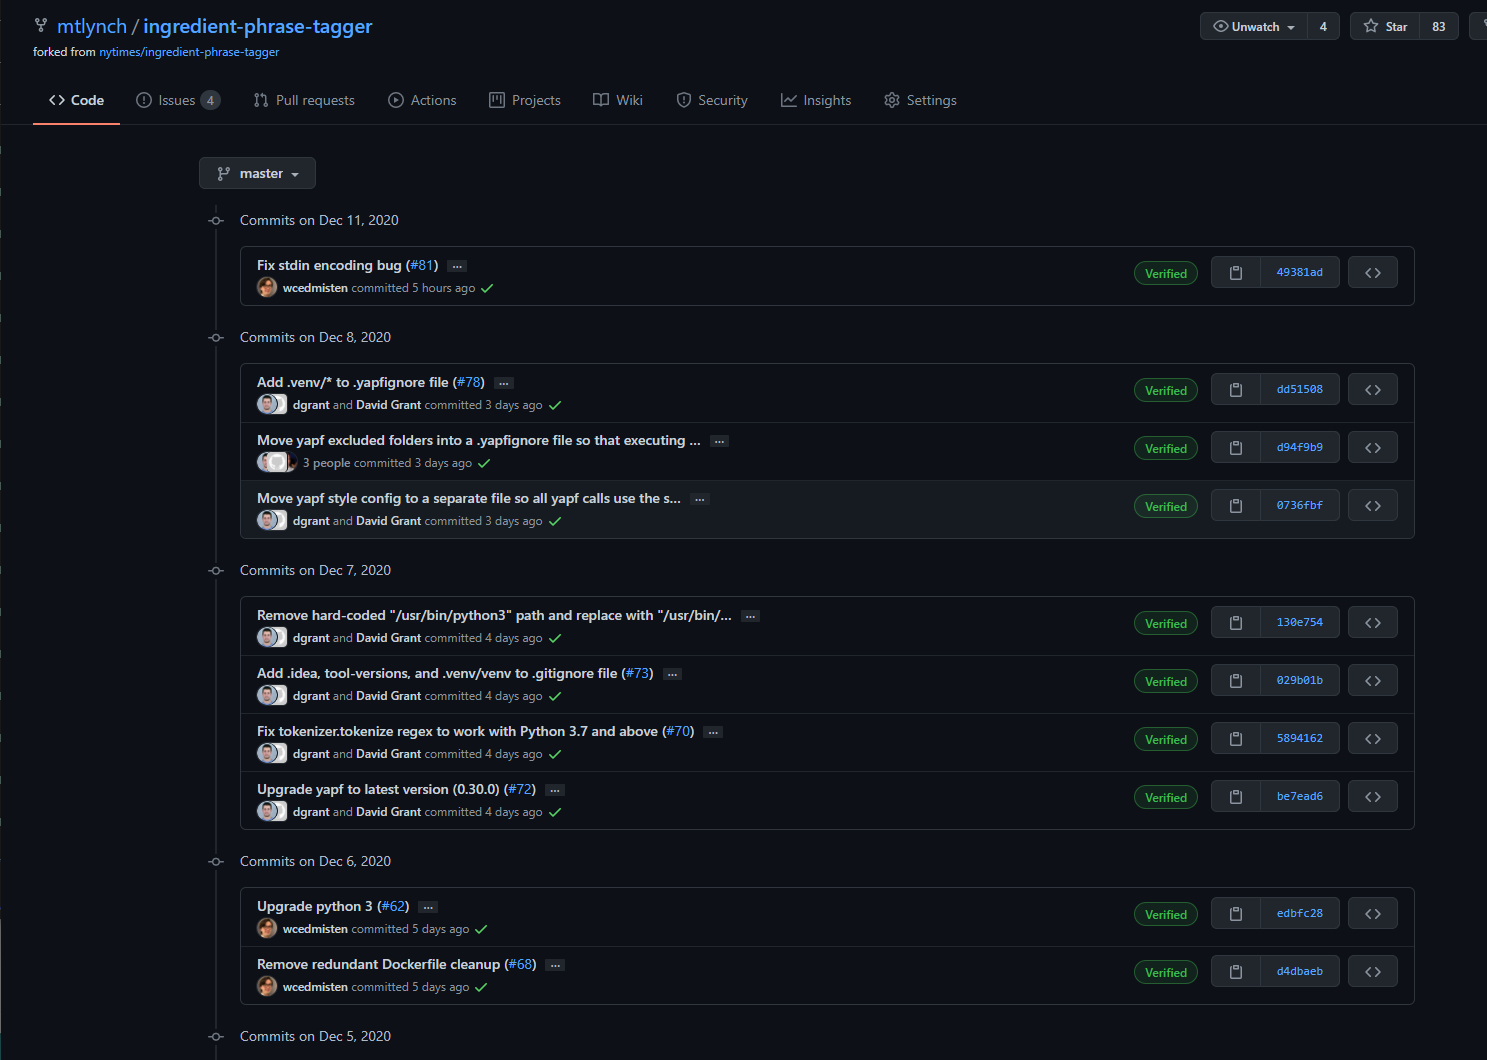 mtlynch / ingredient-phrase-tagger
forked from nytimes/ingredient-phrase-tagger
Unwatch 4 Star 83
Code Issues 4 Pull requests Actions Projects Wiki Security Insights Settings
master
Commits on Dec 11, 2020
Fix stdin encoding bug (#81) ...
wcedmisten committed 5 hours ago
Verified 49381ad
Commits on Dec 8, 2020
Add .venv/* to .yapfignore file (#78) ...
dgrant and David Grant committed 3 days ago
Verified dd51508
Move yapf excluded folders into a .yapfignore file so that executing ... ...
3 people committed 3 days ago
Verified d94f9b9
Move yapf style config to a separate file so all yapf calls use the s... ...
dgrant and David Grant committed 3 days ago
Verified 0736fbf
Commits on Dec 7, 2020
Remove hard-coded "/usr/bin/python3" path and replace with "/usr/bin/... ...
dgrant and David Grant committed 4 days ago
Verified 130e754
Add .idea, tool-versions, and .venv/venv to .gitignore file (#73) ...
dgrant and David Grant committed 4 days ago
Verified 029b01b
Fix tokenizer.tokenize regex to work with Python 3.7 and above (#70) ...
dgrant and David Grant committed 4 days ago
Verified 5894162
Upgrade yapf to latest version (0.30.0) (#72) ...
dgrant and David Grant committed 4 days ago
Verified be7ead6
Commits on Dec 6, 2020
Upgrade python 3 (#62) ...
wcedmisten committed 5 days ago
Verified edbfc28
Remove redundant Dockerfile cleanup (#68) ...
wcedmisten committed 5 days ago
Verified d4dbaeb
Commits on Dec 5, 2020